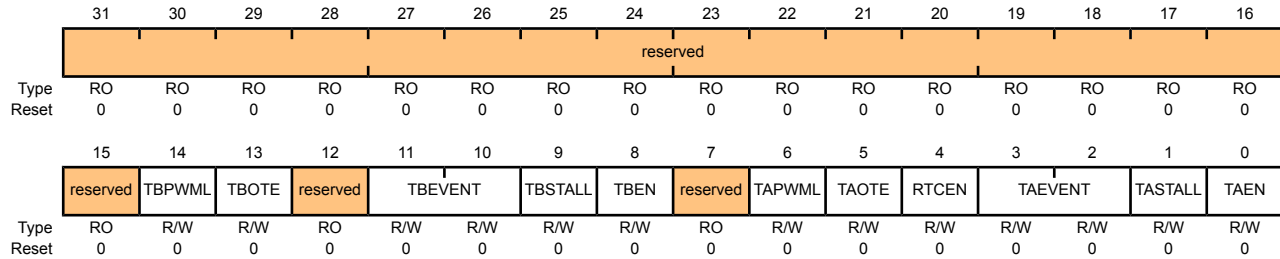 31 30 29 28 27 26 25 24 23 22 21 20 19 18 17 16
reserved
Type RO RO RO RO RO RO RO RO RO RO RO RO RO RO RO RO
Reset 0 0 0 0 0 0 0 0 0 0 0 0 0 0 0 0
15 14 13 12 11 10 9 8 7 6 5 4 3 2 1 0
reserved TBPWML TBOTE reserved TBEVENT TBSTALL TBEN reserved TAPWML TAOTE RTCEN TAEVENT TASTALL TAEN
Type RO R/W R/W RO R/W R/W R/W R/W RO R/W R/W R/W R/W R/W R/W R/W
Reset 0 0 0 0 0 0 0 0 0 0 0 0 0 0 0 0